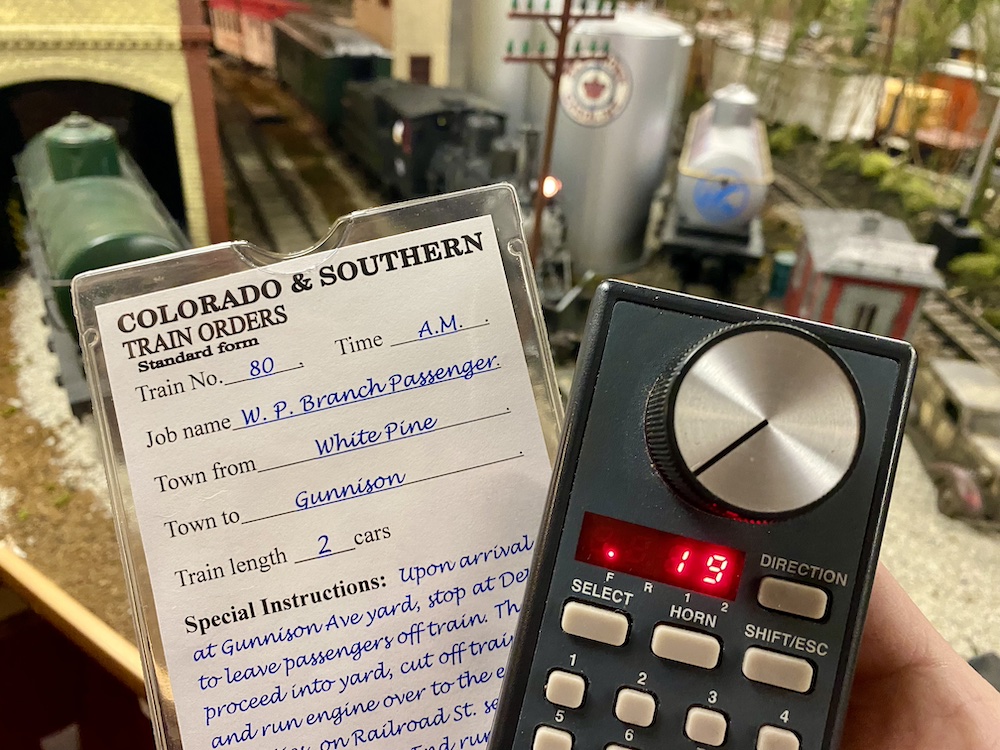 COLORADO & SOUTHERN
TRAIN ORDERS
Standard form
Train No. 80. Time A.M.
Job name W. P. Branch Passenger.
Town from White Pine.
Town to Gunnison.
Train length 2 cars
Special Instructions: Upon arrival
at Gunnison Ave yard, stop at
to leave passengers off train.
proceed into yard, cut off
and run engine over to the
on Railroad St.
run
. 19
F R 1 2
DIRECTION
SELECT
HORN
SHIFT/ESC
1 2 3 4
5 6